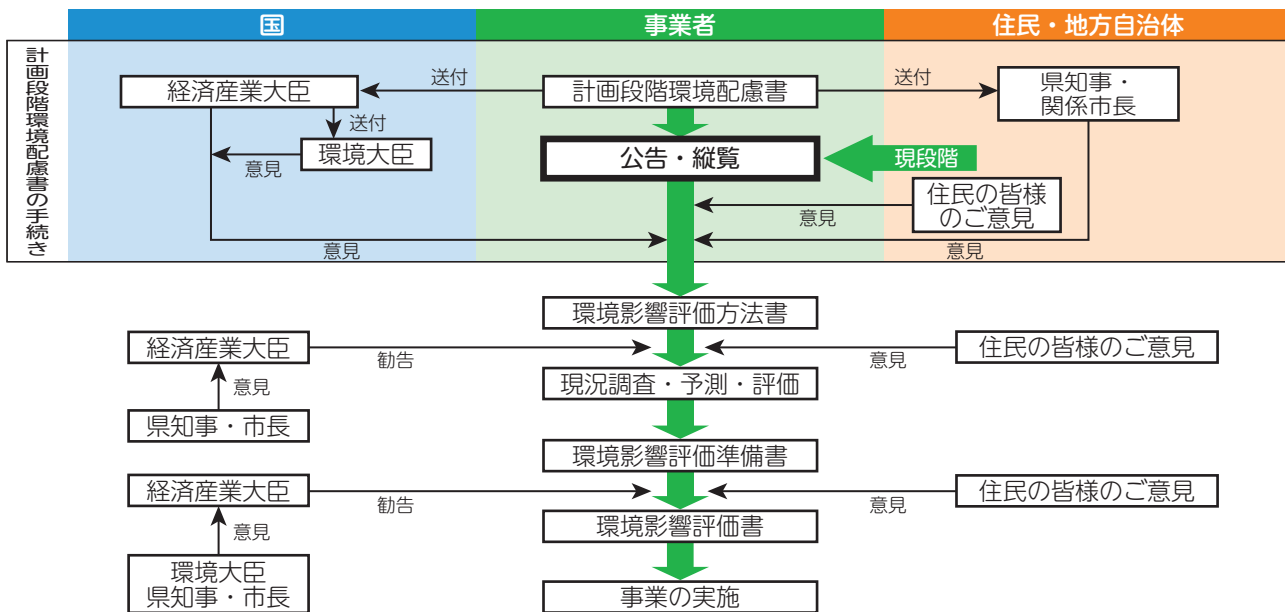 国
事業者
住民・地方自治体
計画段階環境配慮書の手続き
経済産業大臣
送付
計画段階環境配慮書
送付
県知事・
関係市長
送付
環境大臣
意見
公告・縦覧
現段階
住民の皆様
のご意見
意見
意見
意見
環境影響評価方法書
経済産業大臣
勧告
意見
住民の皆様のご意見
意見
現況調査・予測・評価
県知事・市長
環境影響評価準備書
経済産業大臣
勧告
意見
住民の皆様のご意見
意見
環境影響評価書
環境大臣
県知事・市長
事業の実施